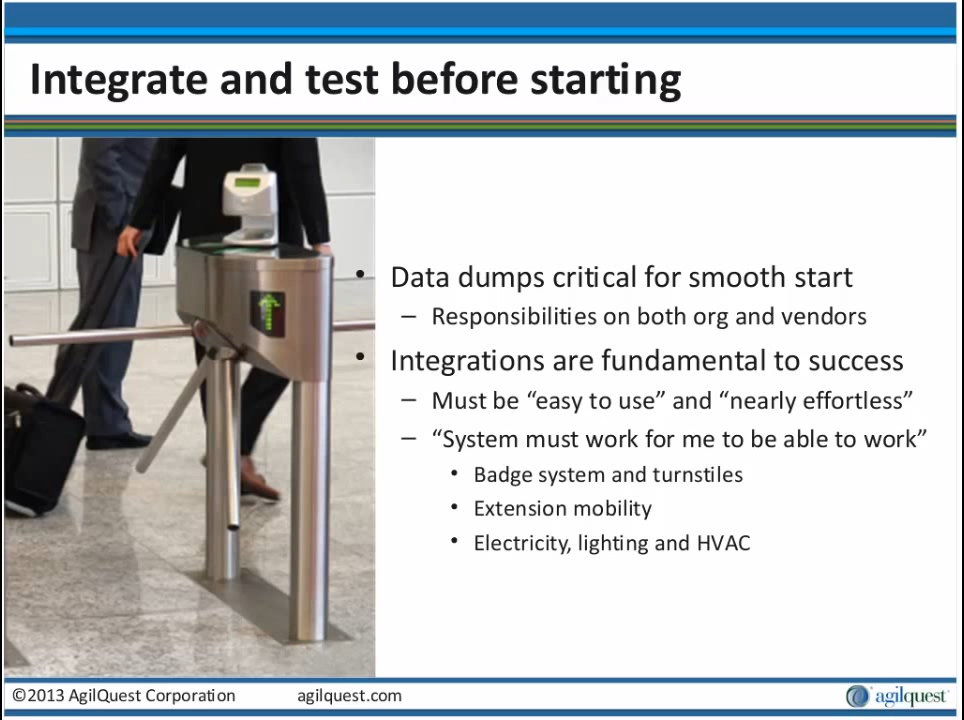 Integrate and test before starting
• Data dumps critical for smooth start
– Responsibilities on both org and vendors
• Integrations are fundamental to success
– Must be “easy to use” and “nearly effortless”
– “System must work for me to be able to work”
• Badge system and turnstiles
• Extension mobility
• Electricity, lighting and HVAC
©2013 AgilQuest Corporation agilquest.com agilquest